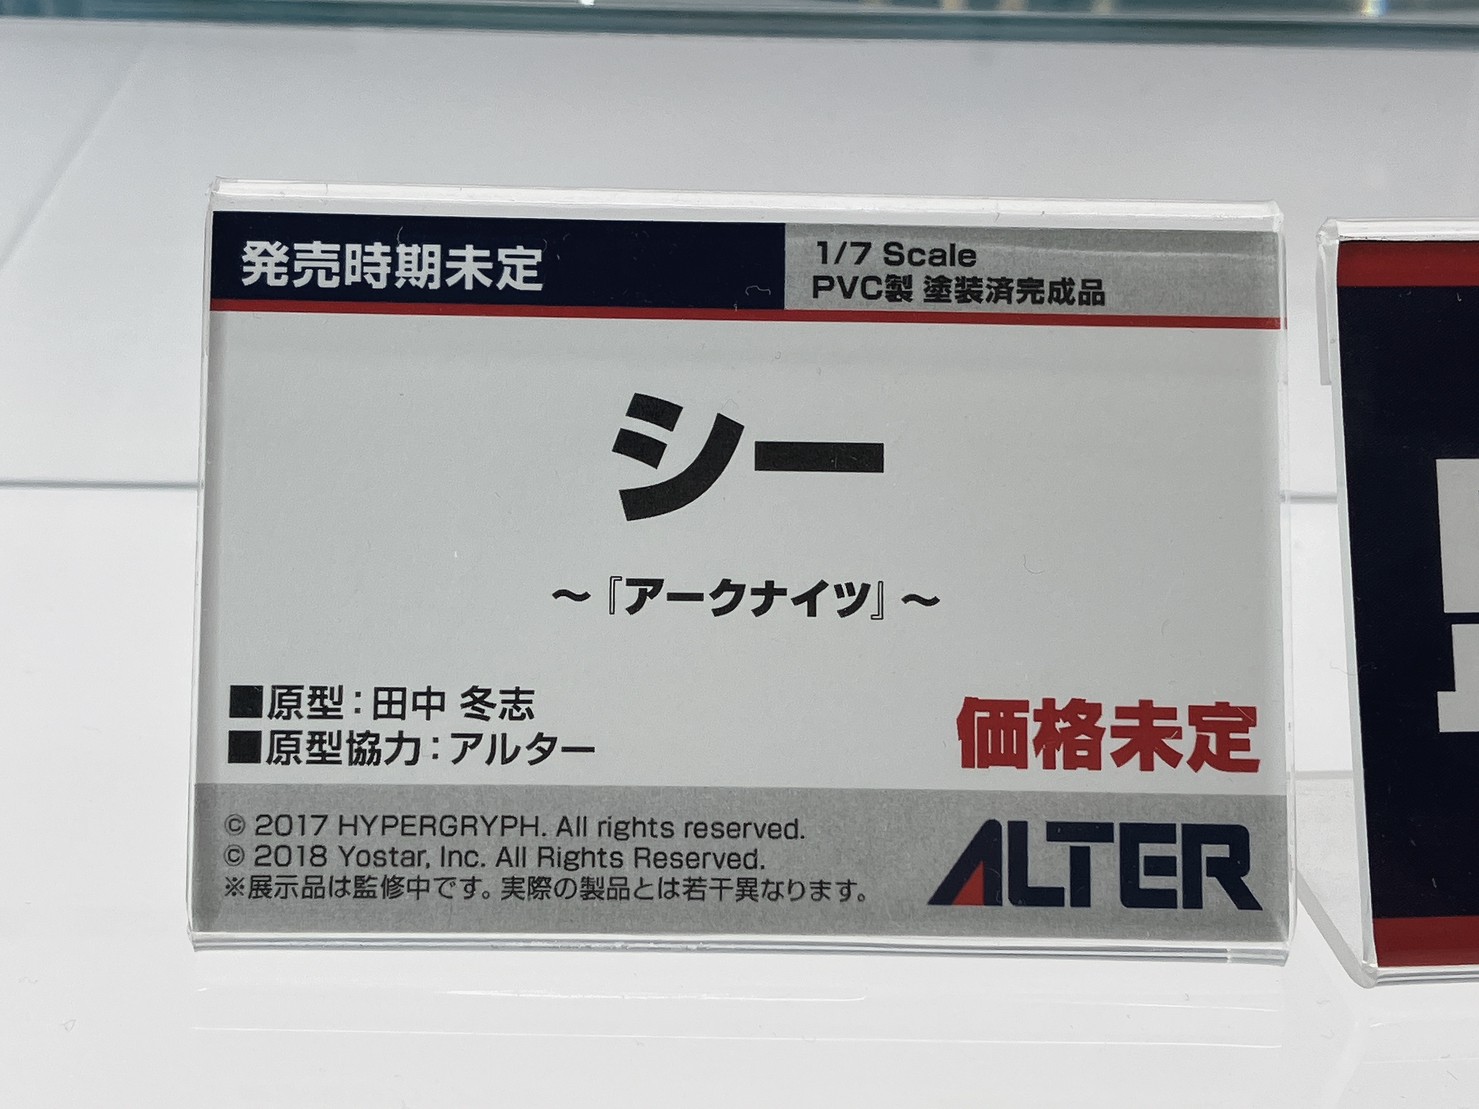 発売時期未定
1/7 Scale
PVC製 塗装済完成品
シー
～『アークナイツ』～
■原型：田中 冬志
■原型協力：アルター
価格未定
© 2017 HYPERGRYPH. All rights reserved.
© 2018 Yostar, Inc. All Rights Reserved.
※展示品は監修中です。実際の製品とは若干異なります。
ALTER